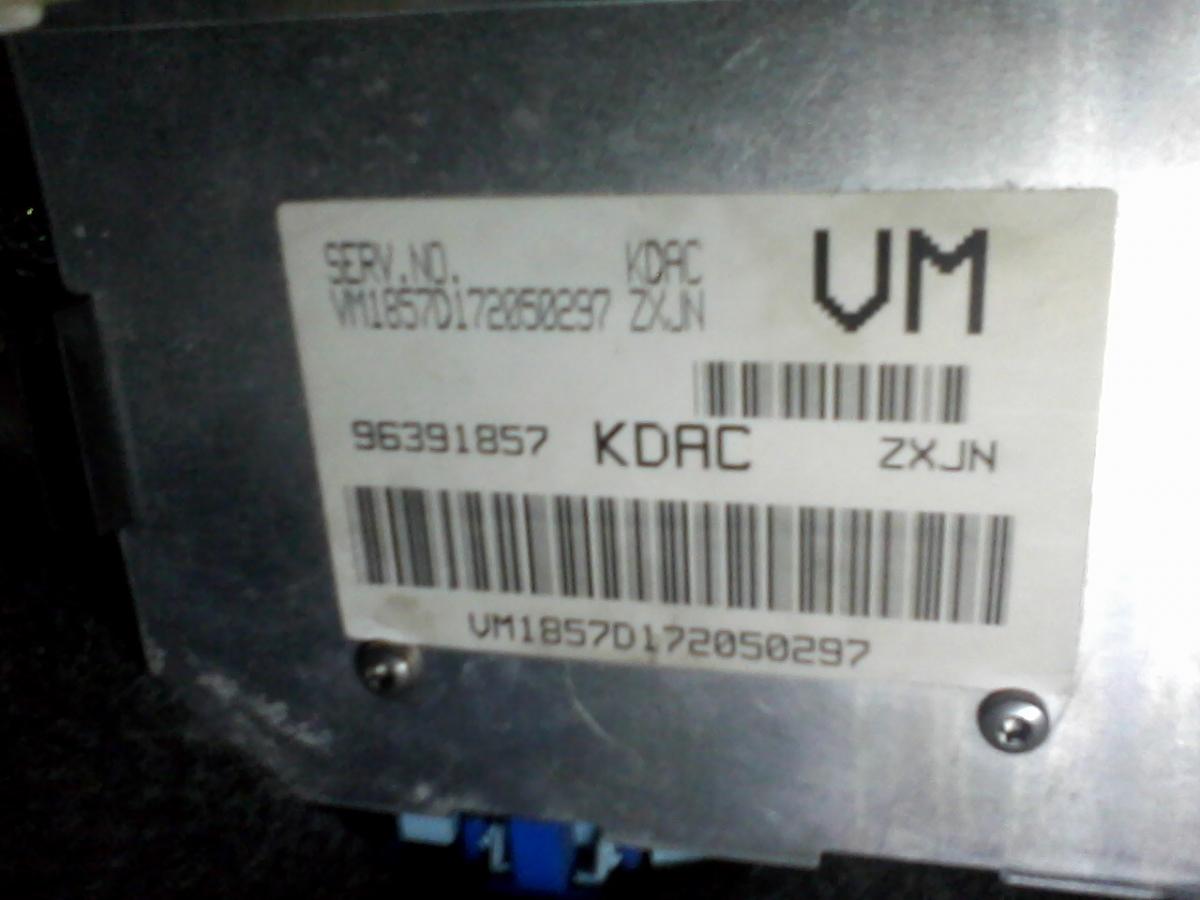 SERV.NO. KDAC VM
VM1857D172050297 ZXJN
96391857 KDAC ZXJN
VM1857D172050297